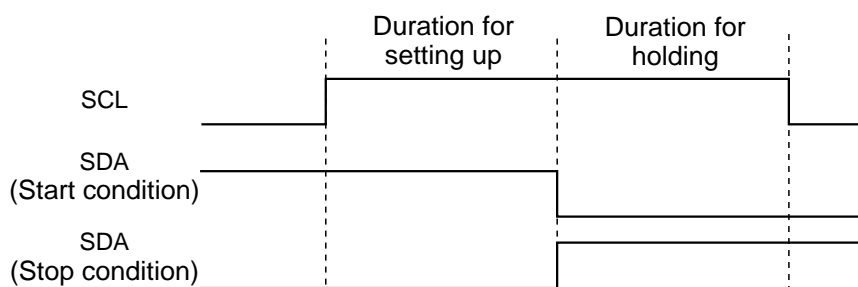 Duration for
setting up
Duration for
holding
SCL
SDA
(Start condition)
SDA
(Stop condition)